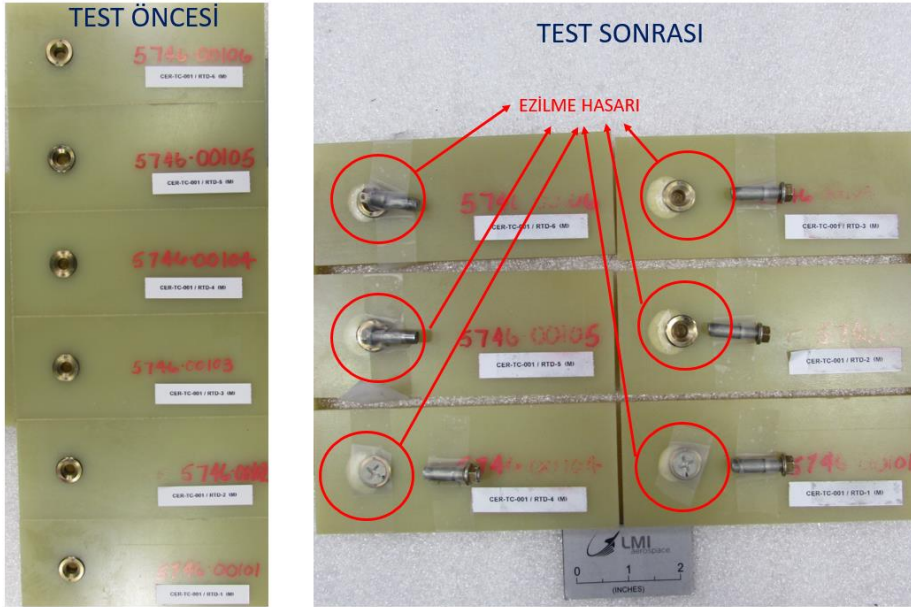 TEST ÖNCESİ
5746-00106
CER-TC-001 / RTD-6 (M)
5746-00105
CER-TC-001 / RTD-5 (M)
5746-00104
CER-TC-001 / RTD-4 (M)
5746-00103
CER-TC-001 / RTD-3 (M)
CER-TC-001 / RTD-2 (M)
5746-00101
CER-TC-001 / RTD-1 (M)
TEST SONRASI
EZİLME HASARI
CER-TC-001 / RTD-6 (M)
CER-TC-001 / RTD-3 (M)
5746-00105
CER-TC-001 / RTD-5 (M)
CER-TC-001 / RTD-2 (M)
CER-TC-001 / RTD-4 (M)
CER-TC-001 / RTD-1 (M)
LMI
aerospace
0 1 2
(INCHES)